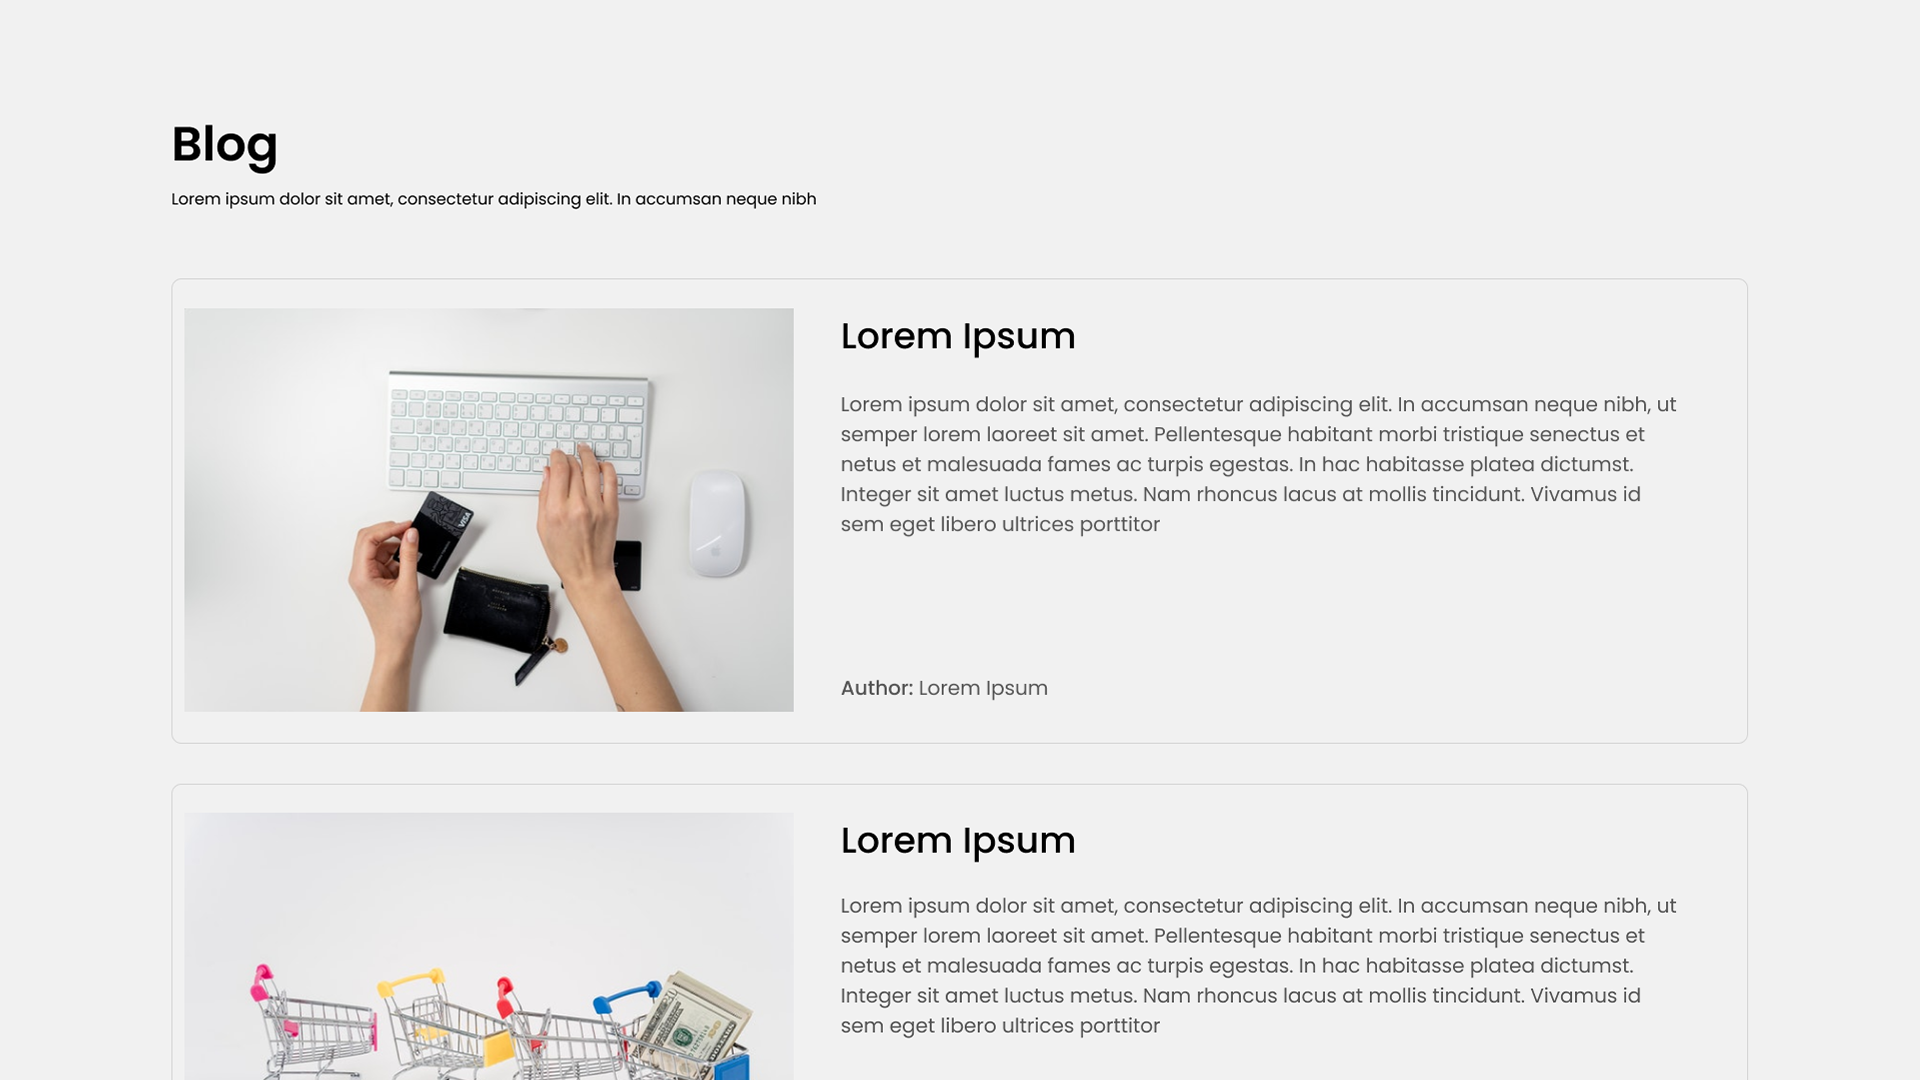 Blog
Lorem ipsum dolor sit amet, consectetur adipiscing elit. In accumsan neque nibh
Lorem Ipsum
Lorem ipsum dolor sit amet, consectetur adipiscing elit. In accumsan neque nibh, ut
semper lorem laoreet sit amet. Pellentesque habitant morbi tristique senectus et
netus et malesuada fames ac turpis egestas. In hac habitasse platea dictumst.
Integer sit amet luctus metus. Nam rhoncus lacus at mollis tincidunt. Vivamus id
sem eget libero ultrices porttitor
VISA
Author: Lorem Ipsum
Lorem Ipsum
Lorem ipsum dolor sit amet, consectetur adipiscing elit. In accumsan neque nibh, ut
semper lorem laoreet sit amet. Pellentesque habitant morbi tristique senectus et
netus et malesuada fames ac turpis egestas. In hac habitasse platea dictumst.
Integer sit amet luctus metus. Nam rhoncus lacus at mollis tincidunt. Vivamus id
sem eget libero ultrices porttitor